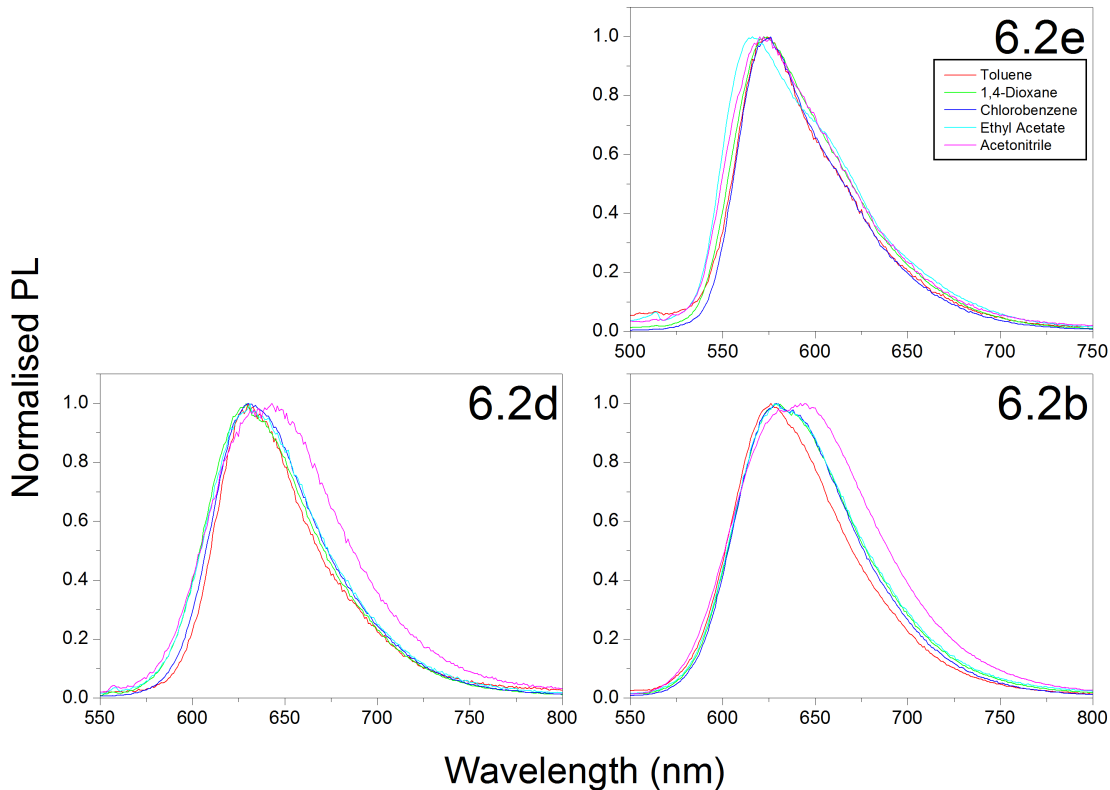 6.2e
Toluene
1,4-Dioxane
Chlorobenzene
Ethyl Acetate
Acetonitrile
1.0
0.8
0.6
0.4
0.2
0.0
500 550 600 650 700 750
Normalised PL
6.2d
1.0
0.8
0.6
0.4
0.2
0.0
550 600 650 700 750 800
6.2b
1.0
0.8
0.6
0.4
0.2
0.0
550 600 650 700 750 800
Wavelength (nm)